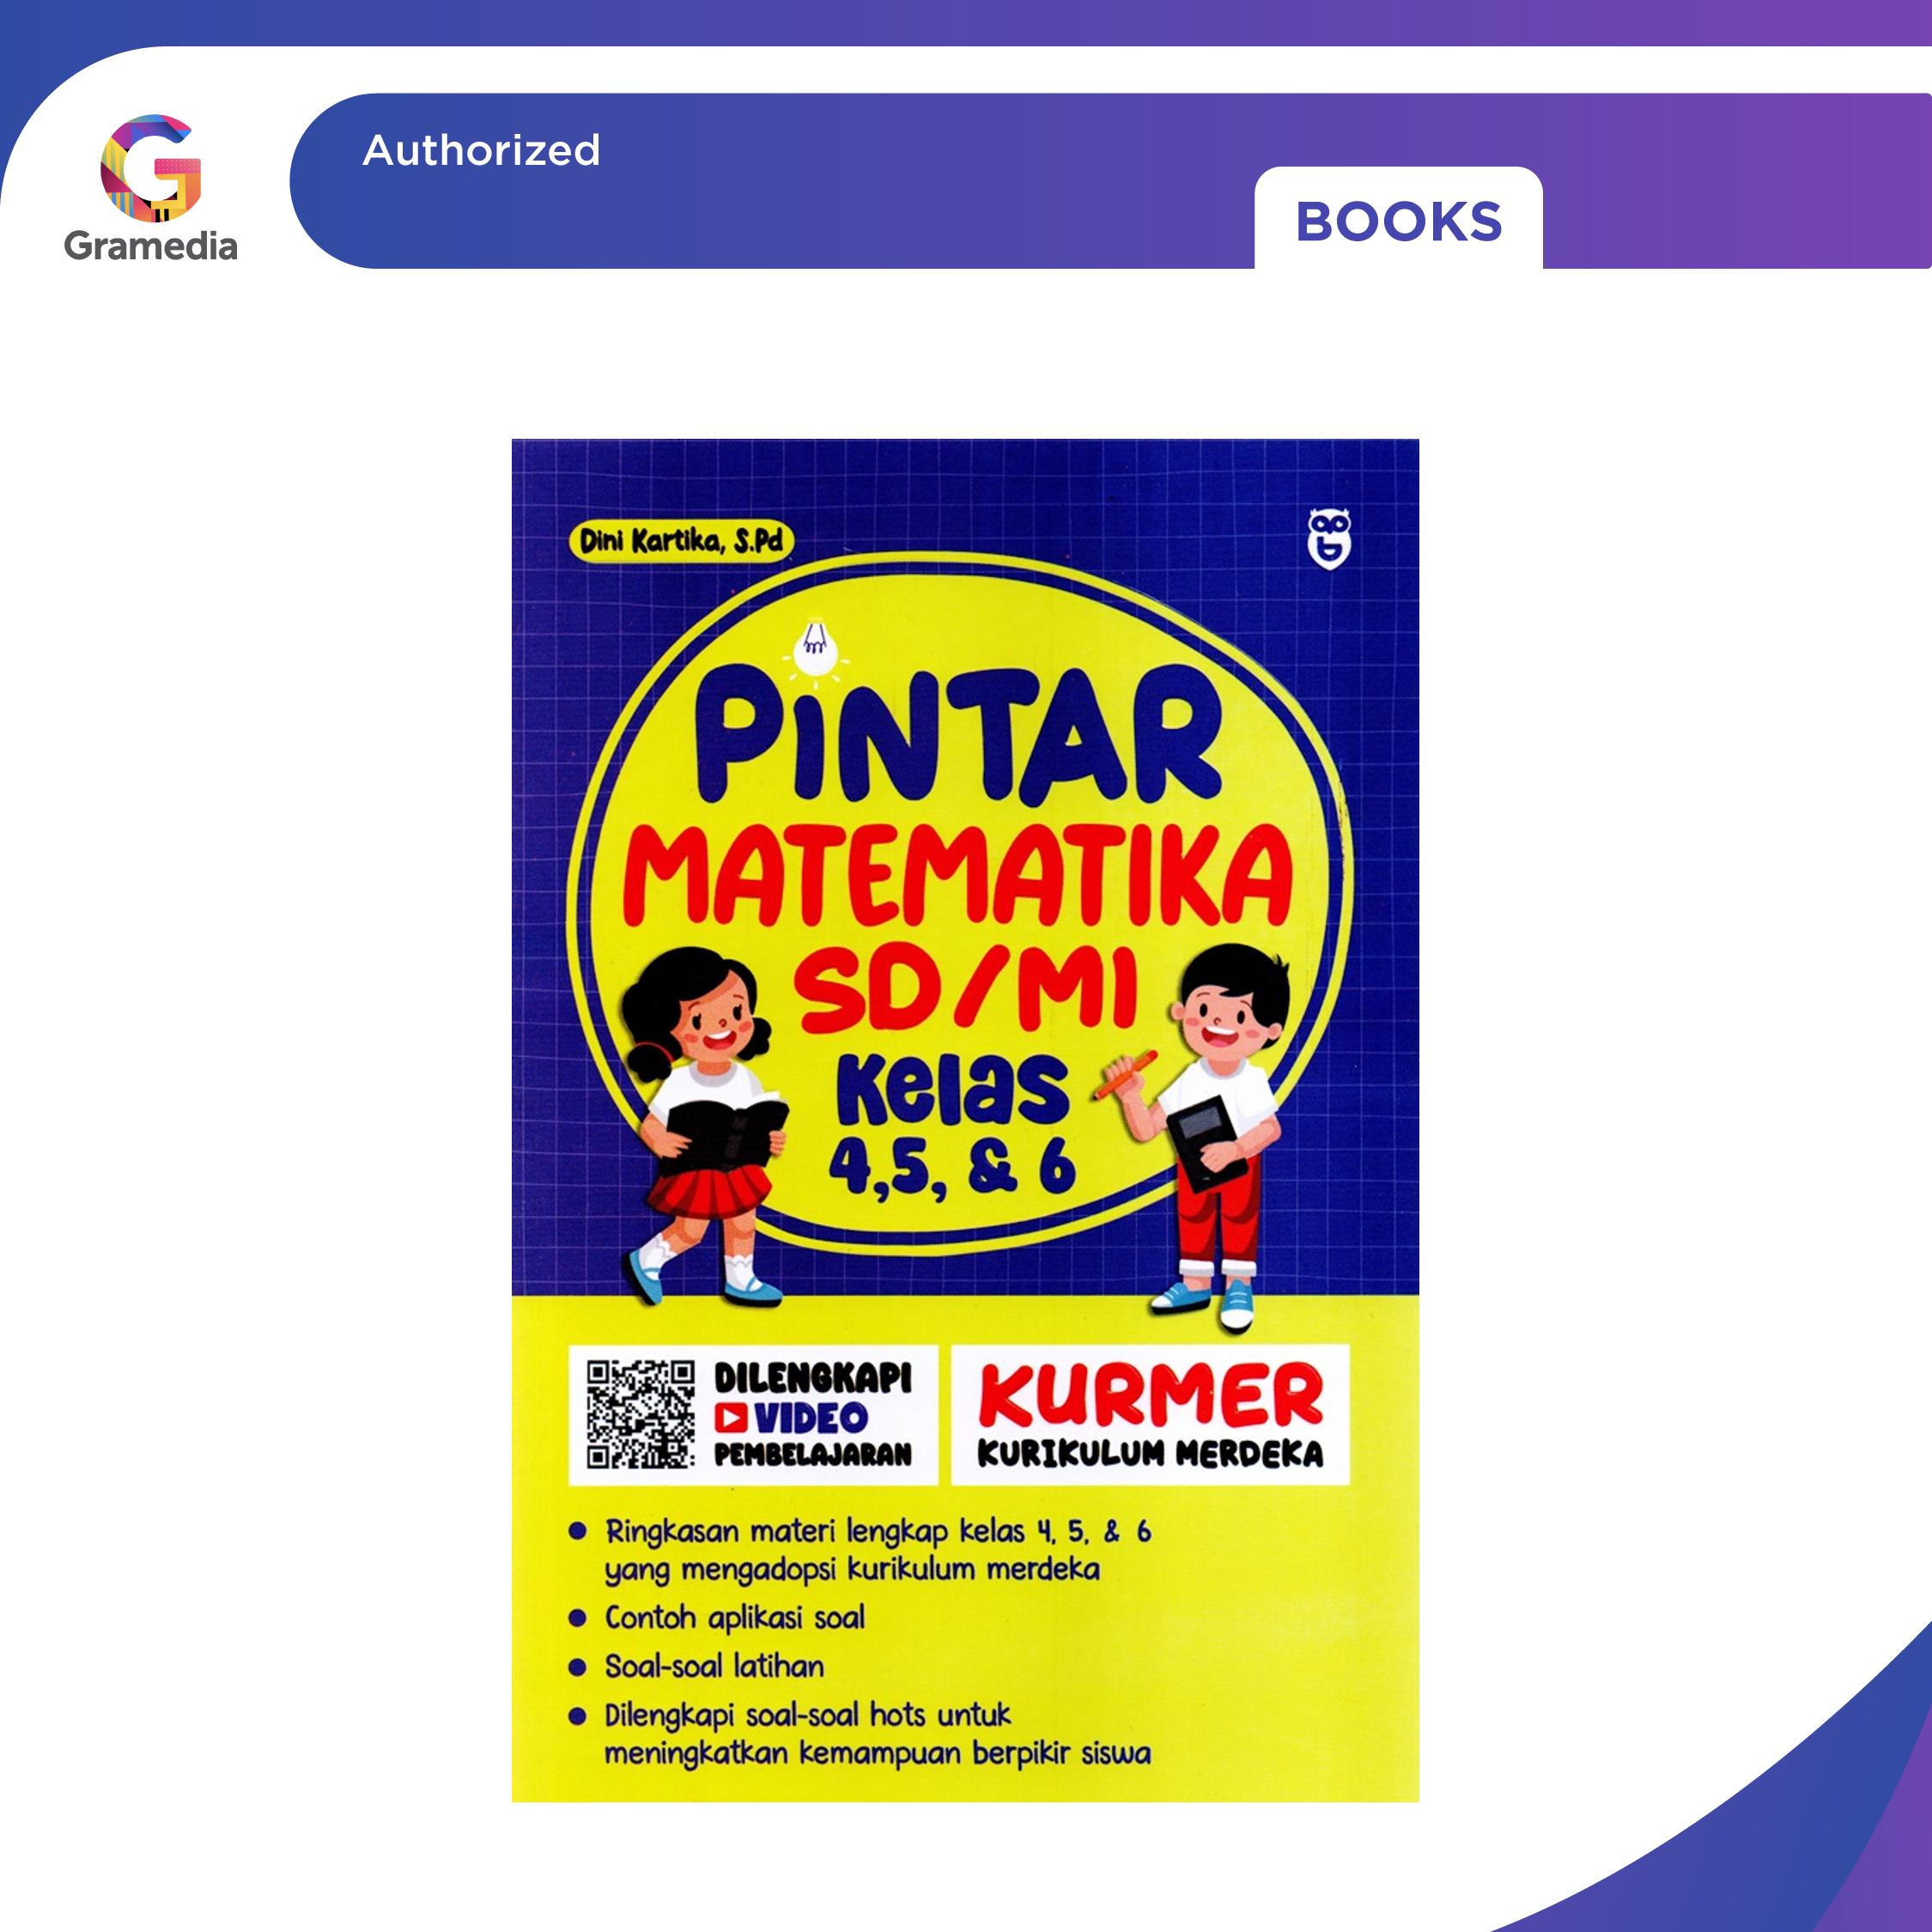 Gramedia
Authorized
BOOKS
Dini Kartika, S.Pd
PiNTAR
MATEMATIKA
SD/MI
Kelas
4,5, & 6
DILENGKAPI
VIDEO
PEMBELAJARAN
KURMER
KURIKULUM MERDEKA
Ringkasan materi lengkap kelas 4, 5, & 6
yang mengadopsi kurikulum merdeka
Contoh aplikasi soal
Soal-soal latihan
Dilengkapi soal-soal hots untuk
meningkatkan kemampuan berpikir siswa